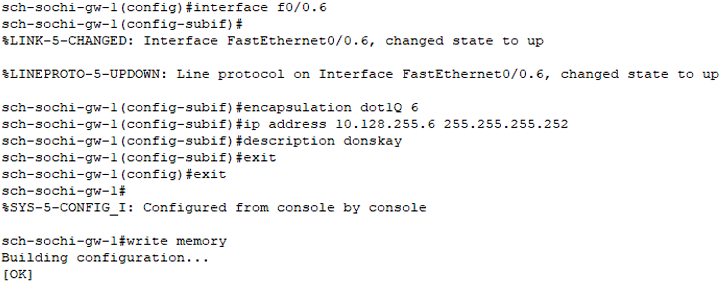 sch-sochi-gw-1(config)#interface f0/0.6
sch-sochi-gw-1(config-subif)#
%LINK-5-CHANGED: Interface FastEthernet0/0.6, changed state to up
%LINEPROTO-5-UPDOWN: Line protocol on Interface FastEthernet0/0.6, changed state to up
sch-sochi-gw-1(config-subif)#encapsulation dot1Q 6
sch-sochi-gw-1(config-subif)#ip address 10.128.255.6 255.255.255.252
sch-sochi-gw-1(config-subif)#description donskay
sch-sochi-gw-1(config-subif)#exit
sch-sochi-gw-1(config)#exit
sch-sochi-gw-1#
%SYS-5-CONFIG_I: Configured from console by console
sch-sochi-gw-1#write memory
Building configuration...
[OK]